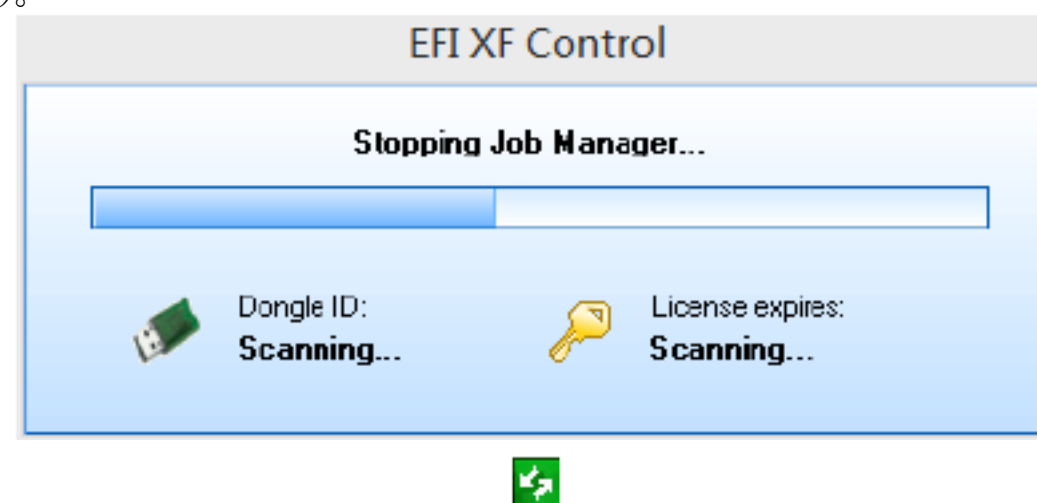 EFI XF Control
Stopping Job Manager...
Dongle ID:
Scanning...
License expires:
Scanning...